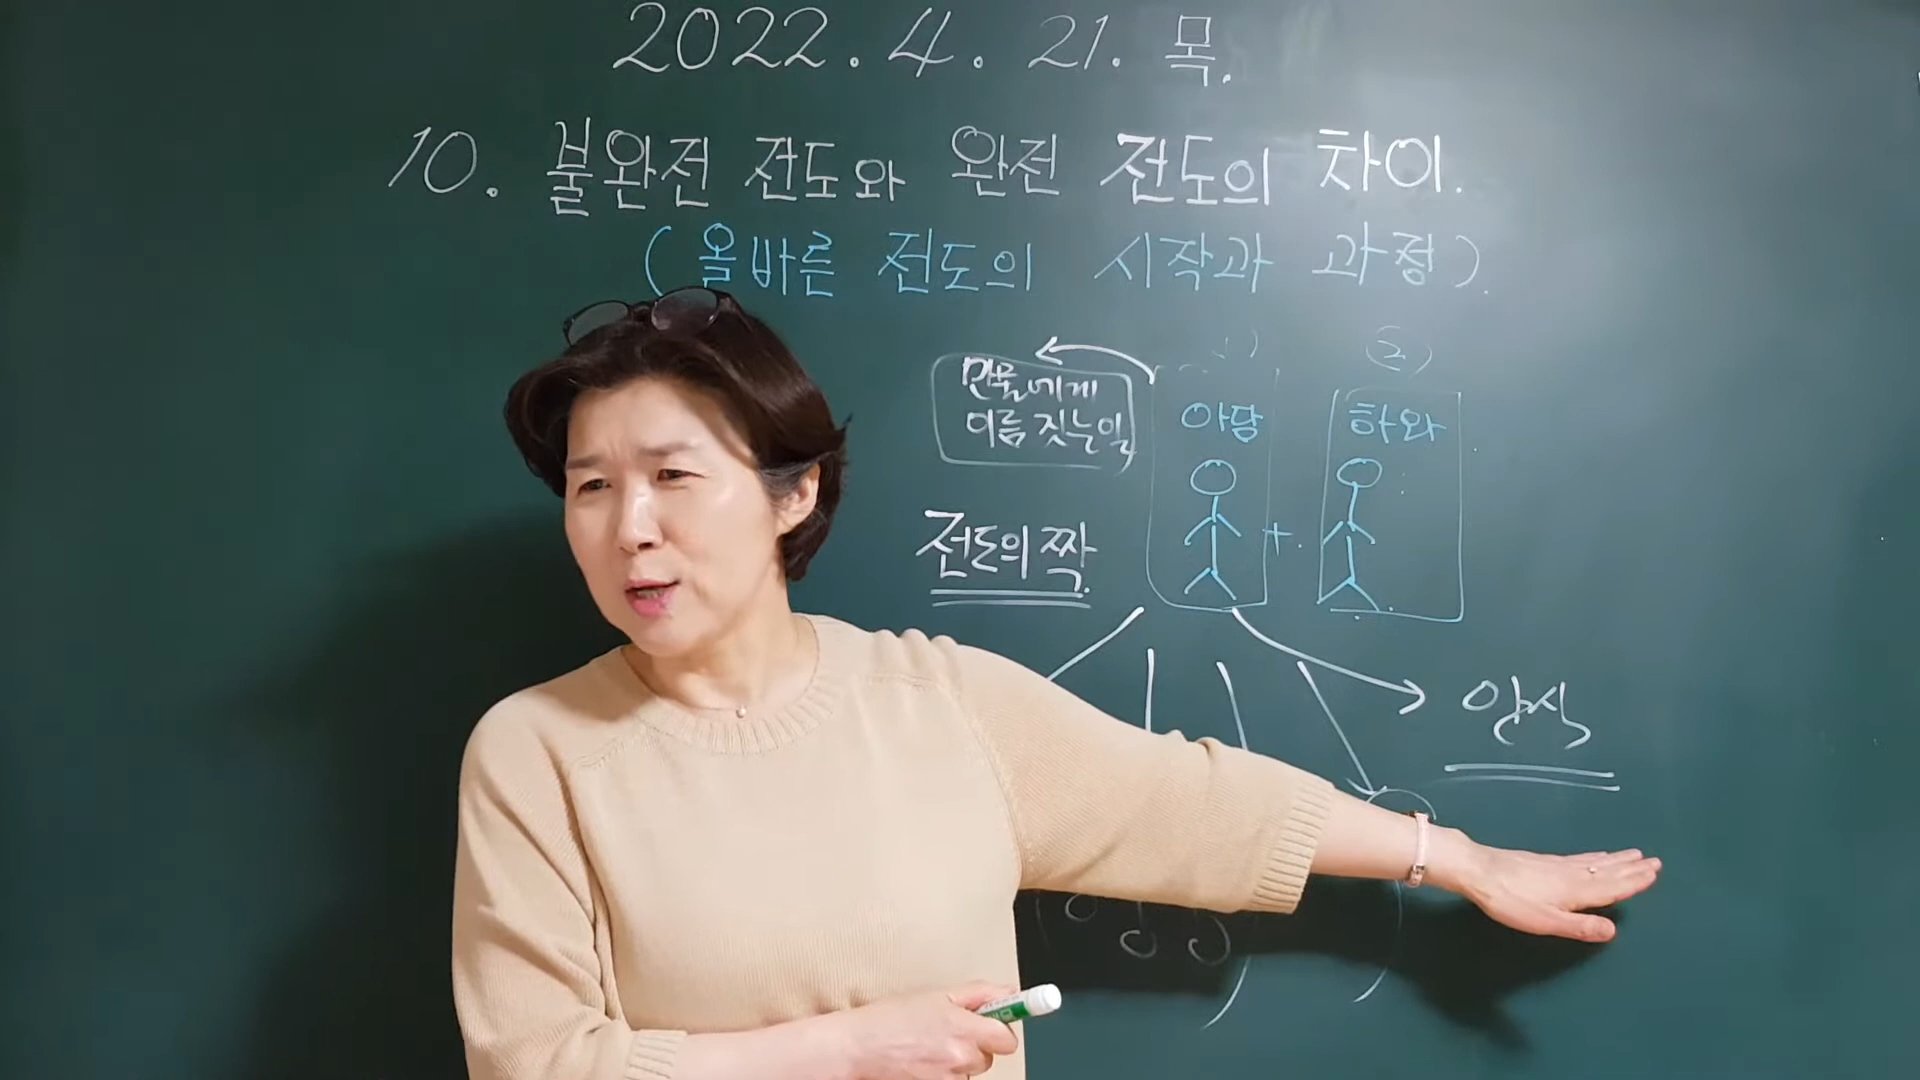 2022. 4. 21. 목.
10. 불완전 전도와 완전 전도의 차이.
(올바른 전도의 시작과 과정).
2)
만물에게
이름 짓는일
아담
하와
+
전도의 짝.
양식